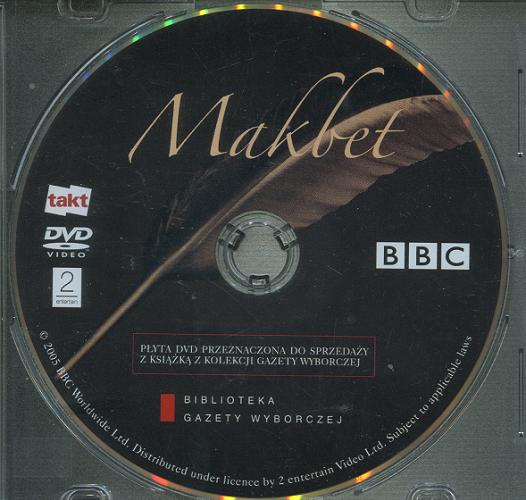 Makbet
takt
DVD
VIDEO
2
entertain
BBC
PŁYTA DVD PRZEZNACZONA DO SPRZEDAŻY
Z KSIĄŻKĄ Z KOLEKCJI GAZETY WYBORCZEJ
BIBLIOTEKA
GAZETY WYBORCZEJ
© 2005 BBC Worldwide Ltd. Distributed under licence by 2 entertain Video Ltd. Subject to applicable laws